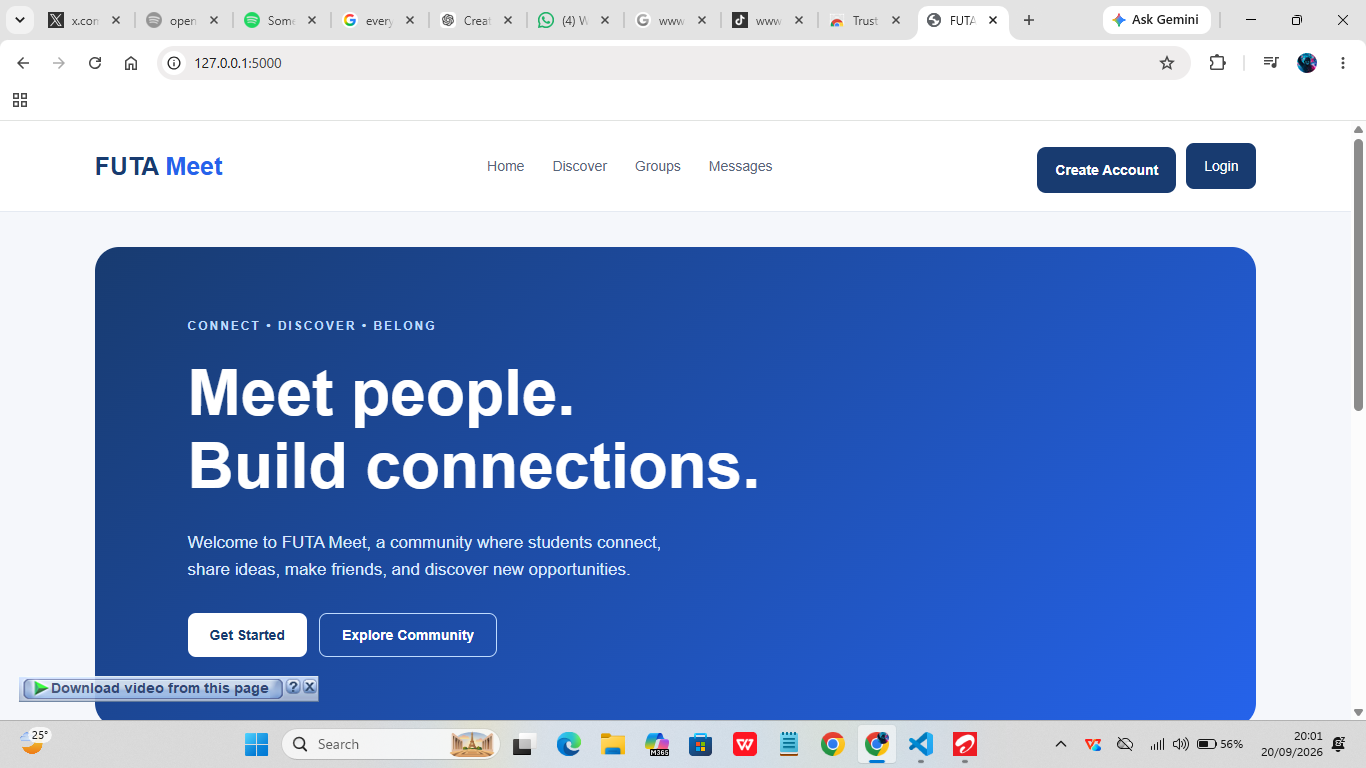 x.con
open
Some
every
Creat
(4) W
www
www
Trust
FUTA
Ask Gemini
127.0.0.1:5000
FUTA Meet
Home
Discover
Groups
Messages
Create Account
Login
CONNECT • DISCOVER • BELONG
Meet people.
Build connections.
Welcome to FUTA Meet, a community where students connect,
share ideas, make friends, and discover new opportunities.
Get Started
Explore Community
Download video from this page
?
25°
Search
M365
56%
20:01
20/09/2026